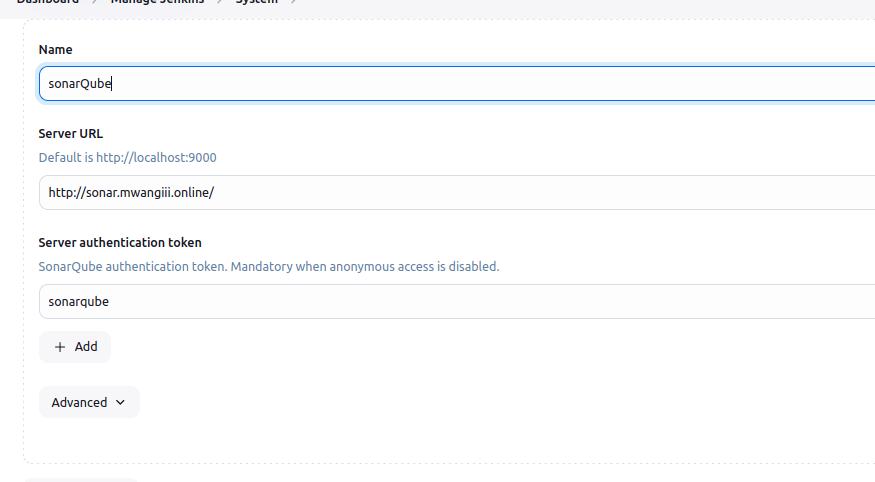 Dashboard > Manage Jenkins > System >
Name
sonarQube
Server URL
Default is http://localhost:9000
http://sonar.mwangiii.online/
Server authentication token
SonarQube authentication token. Mandatory when anonymous access is disabled.
sonarqube
+ Add
Advanced